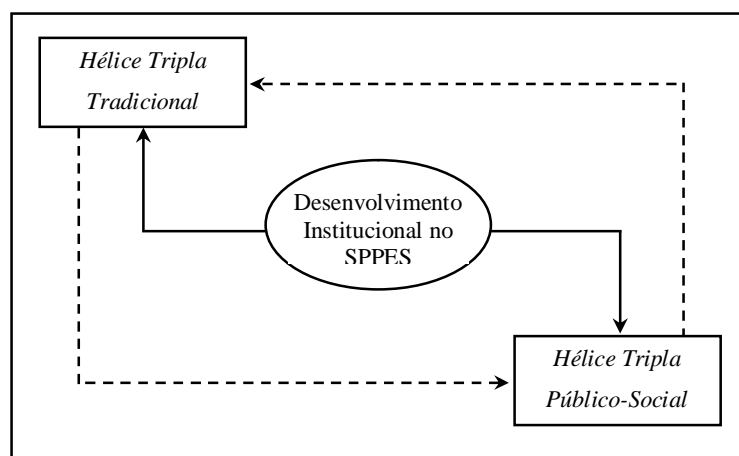 Hélice Tripla
Tradicional
Desenvolvimento
Institucional no
SPPES
Hélice Tripla
Público-Social